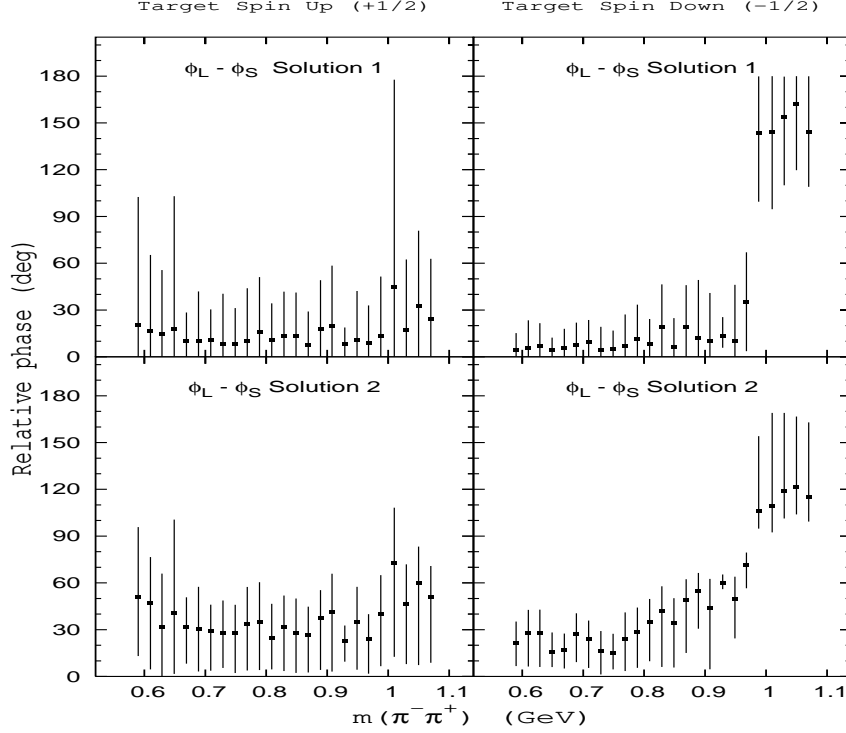 Target Spin Up (+1/2) Target Spin Down (−1/2)
ϕL - ϕS Solution 1 ϕL - ϕS Solution 1
180
150
120
90
60
30
0
ϕL - ϕS Solution 2 ϕL - ϕS Solution 2
180
150
120
90
60
30
0
Relative phase (deg)
0.6 0.7 0.8 0.9 1 1.1 0.6 0.7 0.8 0.9 1 1.1
m(π−π+) (GeV)